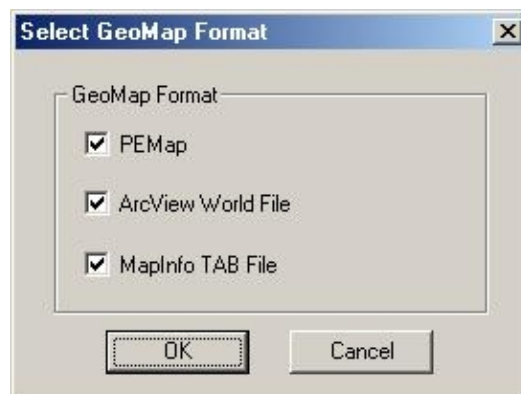 Select GeoMap Format
GeoMap Format
PEMap
ArcView World File
MapInfo TAB File
OK Cancel